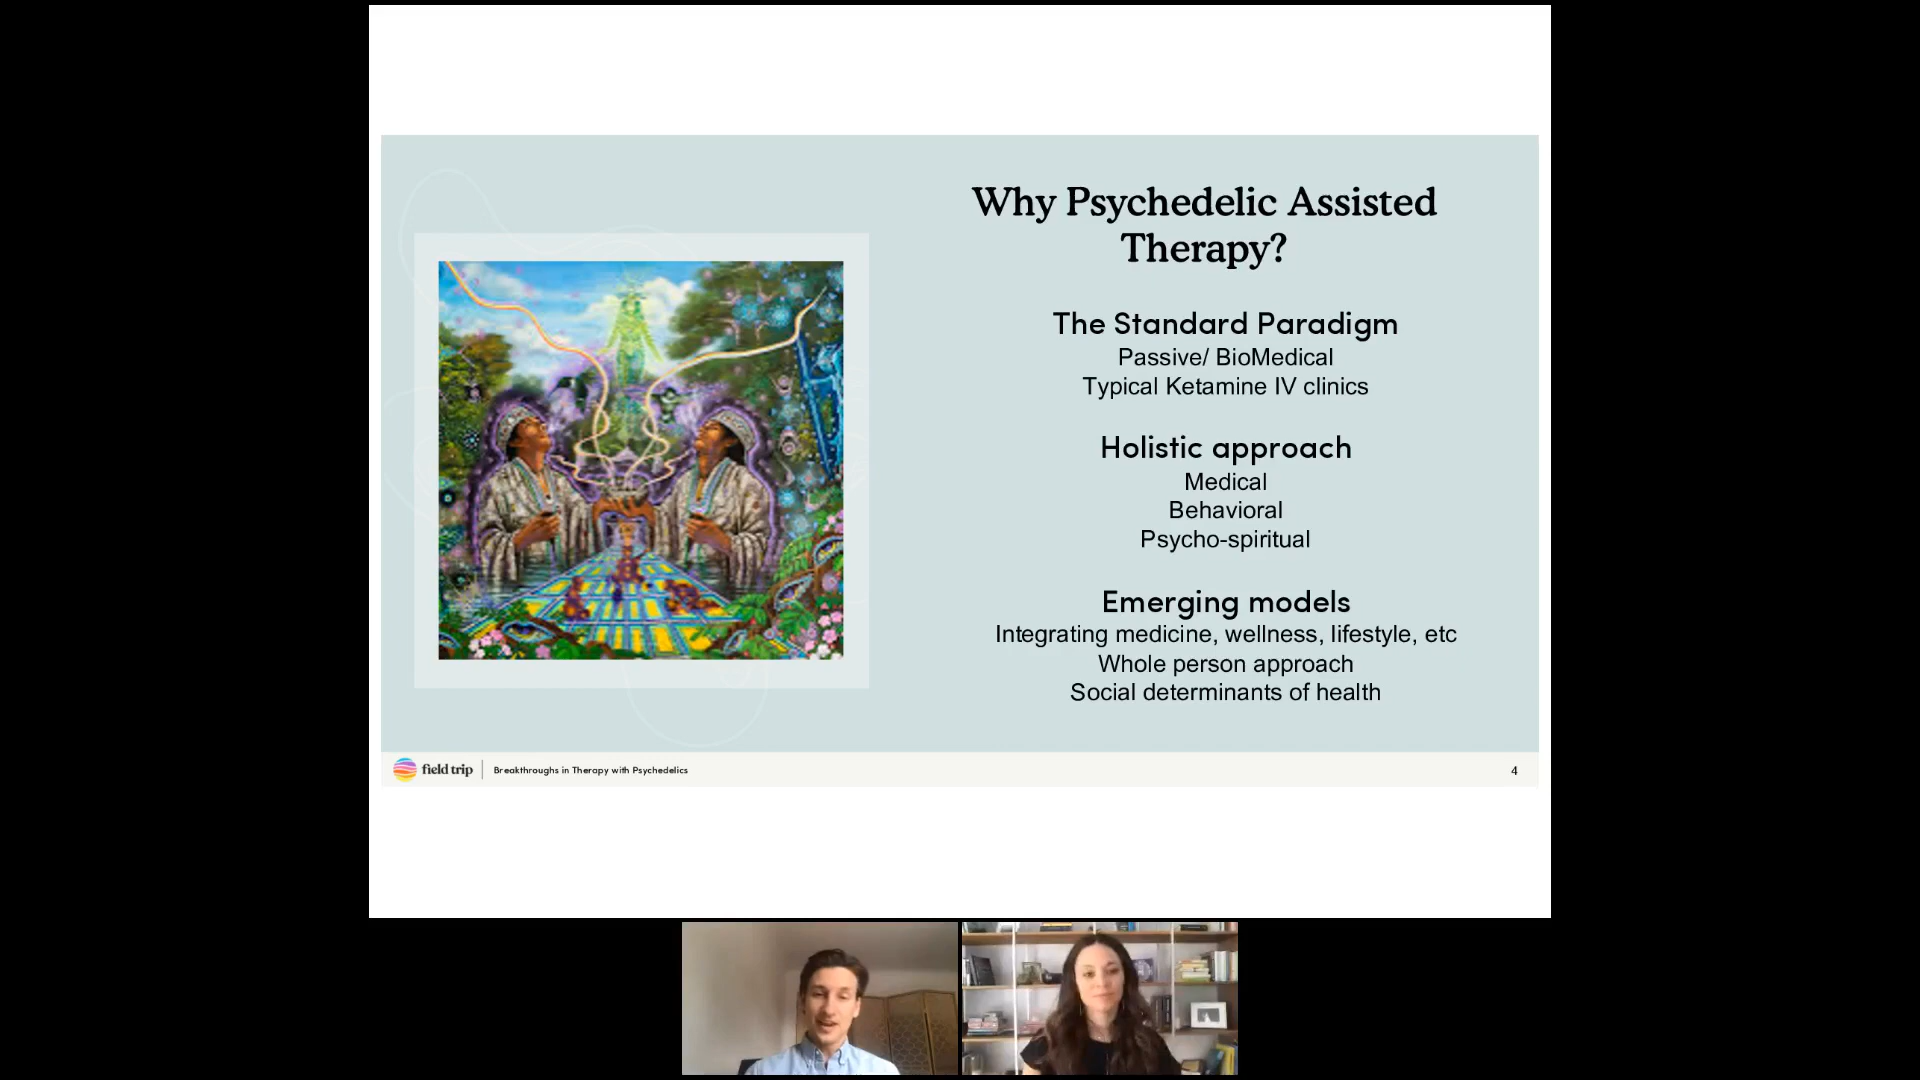 Why Psychedelic Assisted
Therapy?
The Standard Paradigm
Passive/ BioMedical
Typical Ketamine IV clinics
Holistic approach
Medical
Behavioral
Psycho-spiritual
Emerging models
Integrating medicine, wellness, lifestyle, etc
Whole person approach
Social determinants of health
field trip
Breakthroughs in Therapy with Psychedelics
4